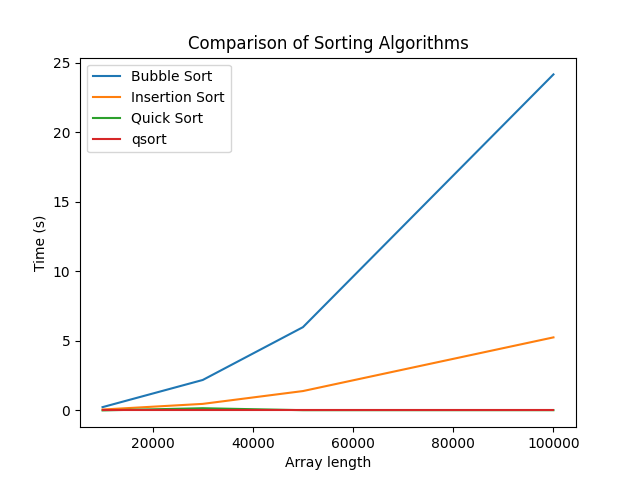 Comparison of Sorting Algorithms
25
20
15
10
5
0
Time (s)
Bubble Sort
Insertion Sort
Quick Sort
qsort
20000 40000 60000 80000 100000
Array length